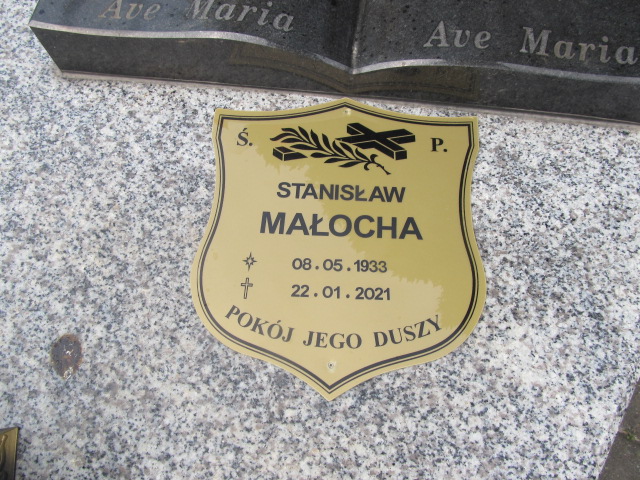 Ave Maria
Ave Maria
Ś. P.
STANISŁAW
MAŁOCHA
08.05.1933
22.01.2021
POKÓJ JEGO DUSZY